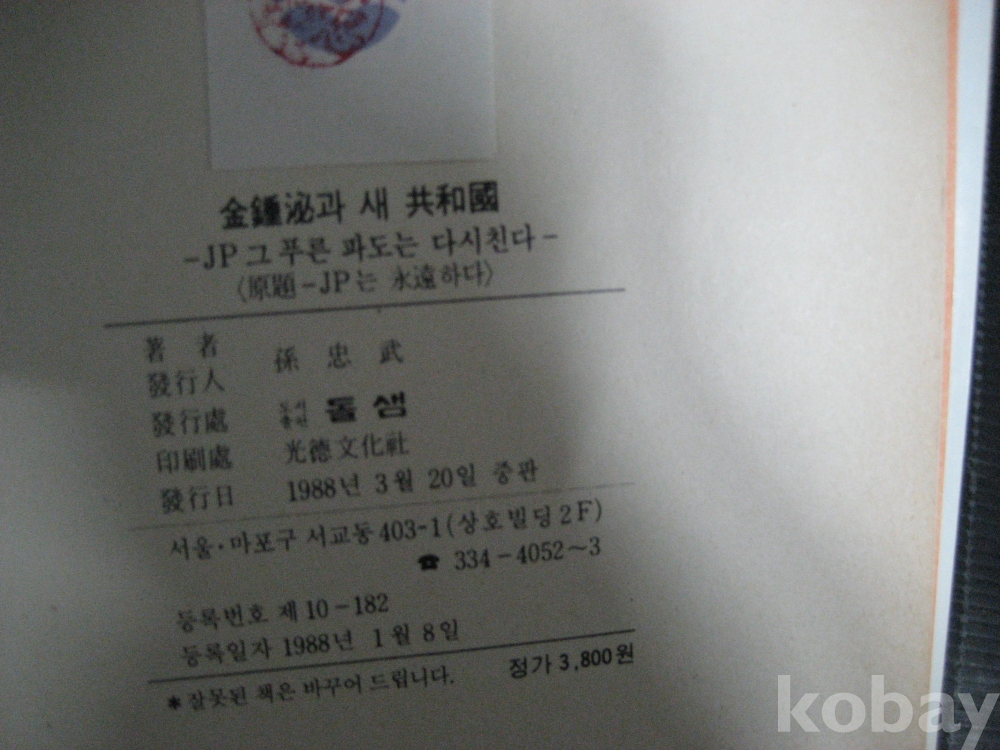 金鍾泌과 새 共和國
-JP 그 푸른 파도는 다시친다-
〈原題-JP는 永遠하다〉
著 者
發行人 孫 忠 武
發行處 도서출판 돌샘
印刷處 光德文化社
發行日 1988년 3월 20일 중판
서울·마포구 서교동 403-1(상호빌딩 2F)
☎ 334-4052~3
등록번호 제10-182
등록일자 1988년 1월 8일
정가 3,800원
*잘못된 책은 바꾸어 드립니다.
kobay